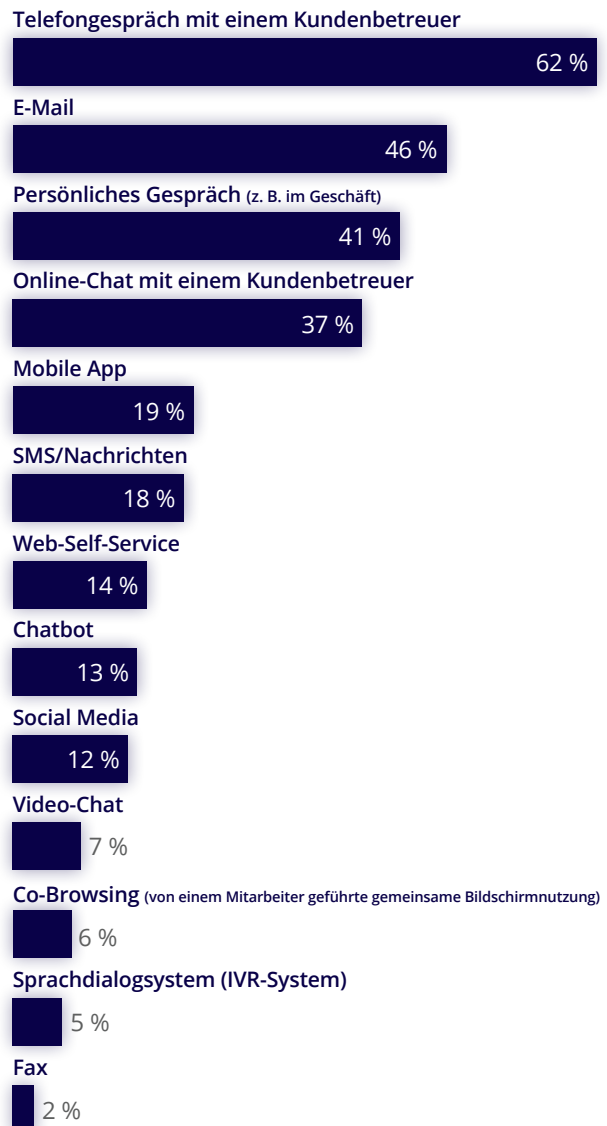 Telefongespräch mit einem Kundenbetreuer
62 %
E-Mail
46 %
Persönliches Gespräch (z. B. im Geschäft)
41 %
Online-Chat mit einem Kundenbetreuer
37 %
Mobile App
19 %
SMS/Nachrichten
18 %
Web-Self-Service
14 %
Chatbot
13 %
Social Media
12 %
Video-Chat
7 %
Co-Browsing (von einem Mitarbeiter geführte gemeinsame Bildschirmnutzung)
6 %
Sprachdialogsystem (IVR-System)
5 %
Fax
2 %